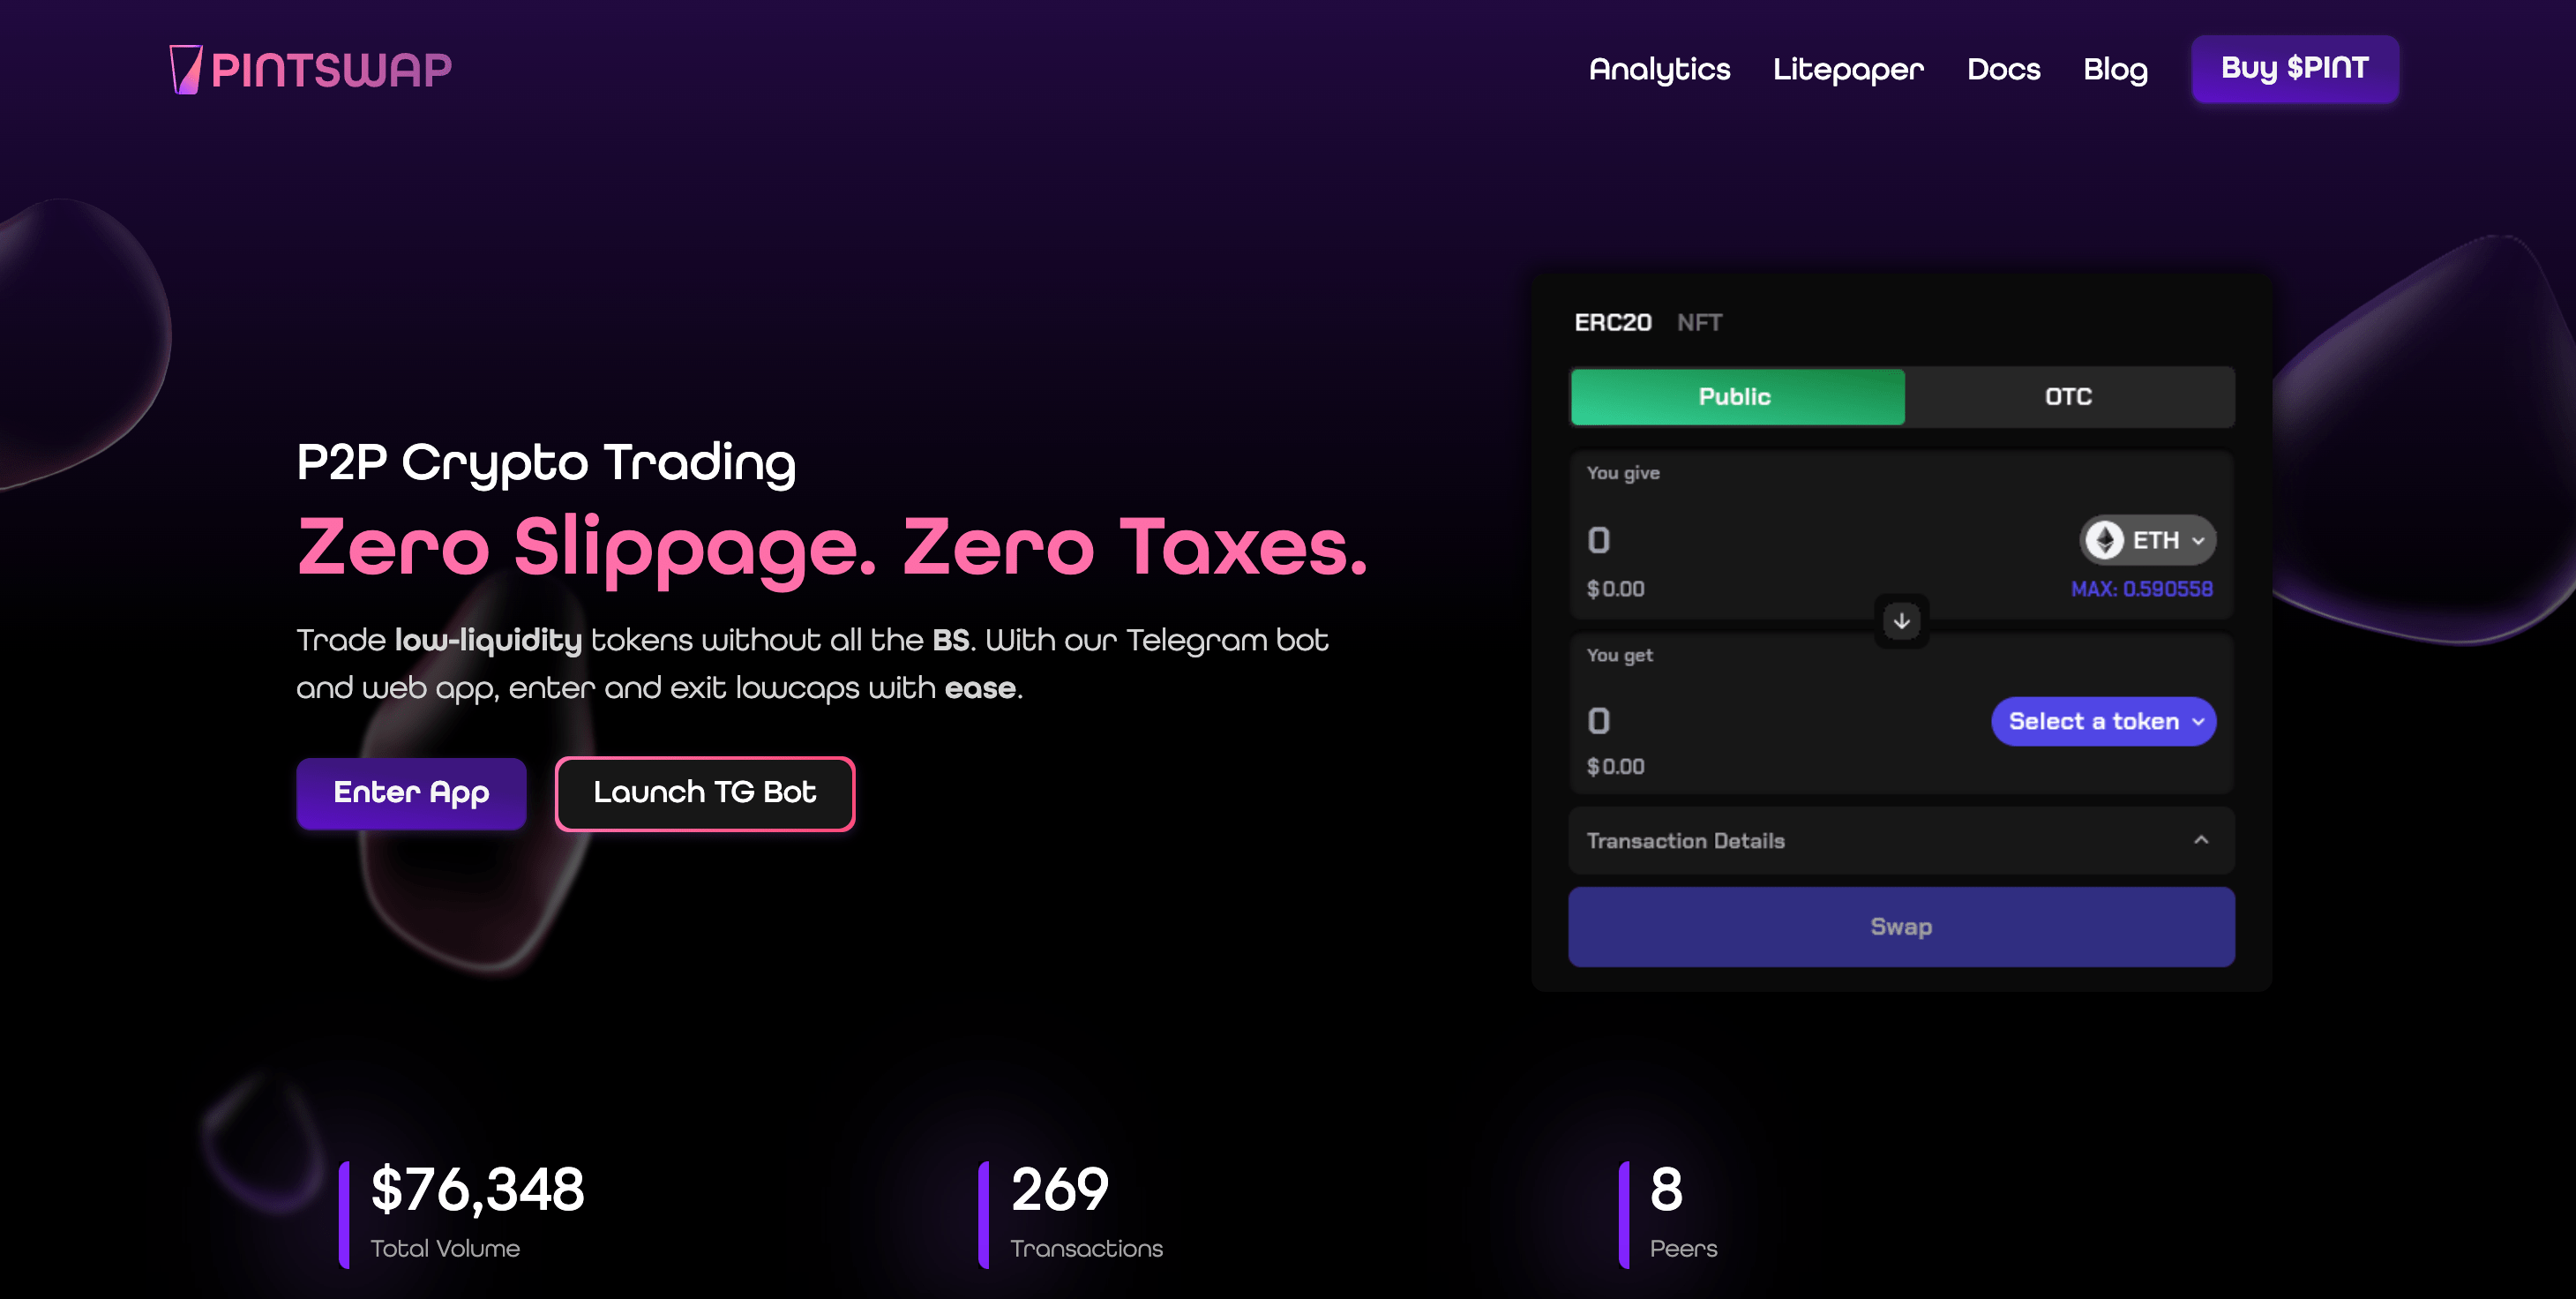 PINTSWAP
Analytics
Litepaper
Docs
Blog
Buy $PINT
P2P Crypto Trading
Zero Slippage. Zero Taxes.
Trade low-liquidity tokens without all the BS. With our Telegram bot
and web app, enter and exit lowcaps with ease.
Enter App
Launch TG Bot
ERC20 NFT
Public
OTC
You give
0
ETH
$0.00
MAX: 0.590558
You get
0
Select a token
$0.00
Transaction Details
Swap
$76,348
Total Volume
269
Transactions
8
Peers